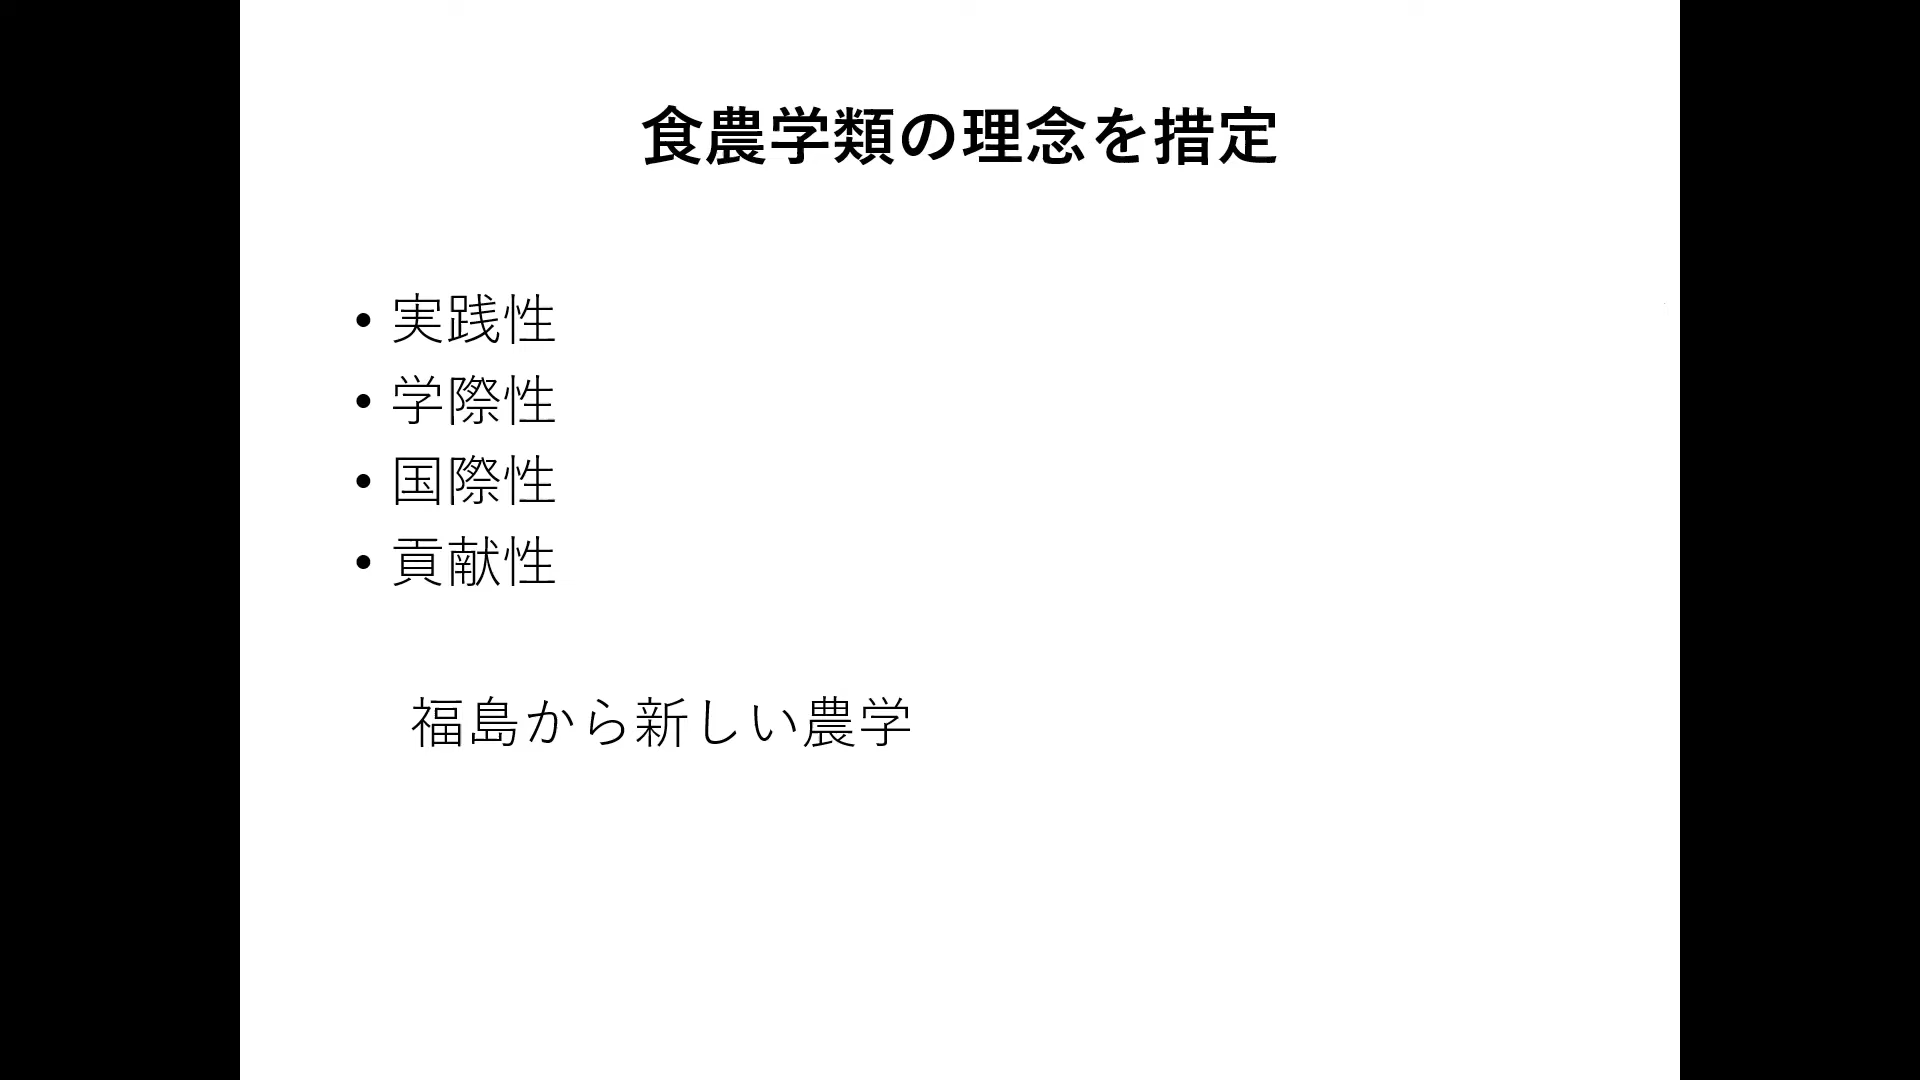 食農学類の理念を措定
• 実践性
• 学際性
• 国際性
• 貢献性
福島から新しい農学